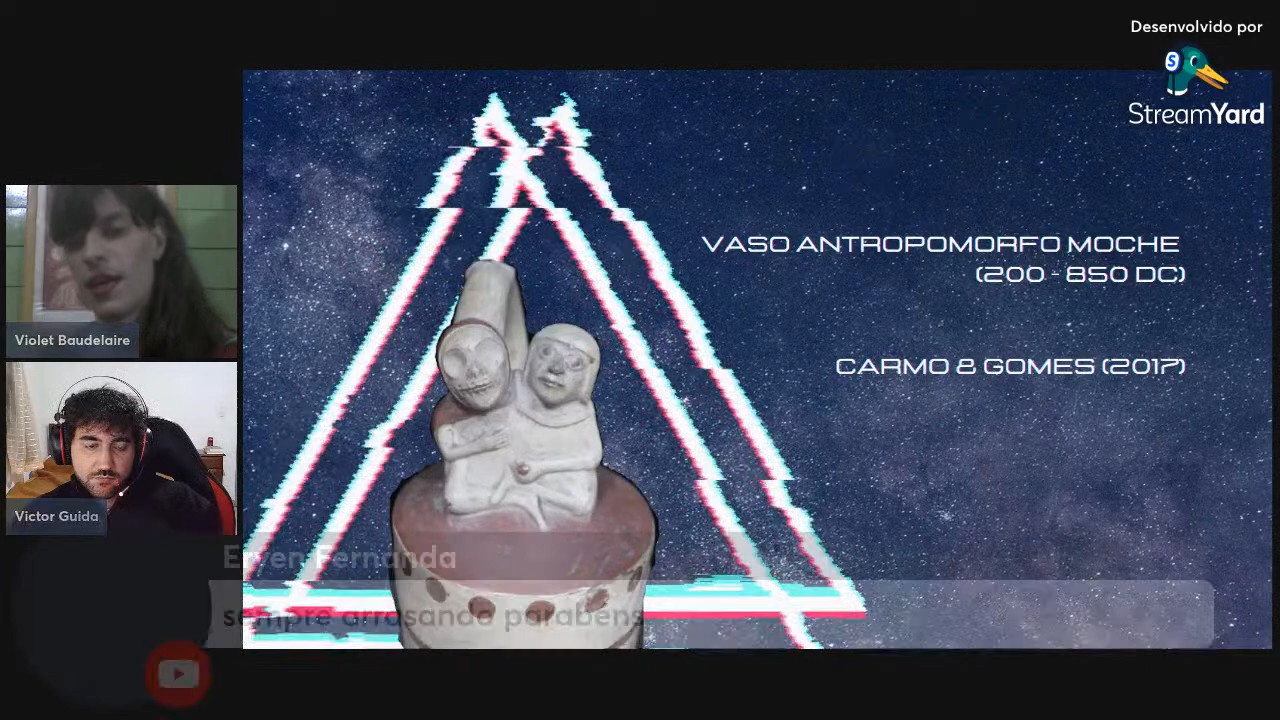 Desenvolvido por
StreamYard
VASO ANTROPOMORFO MOCHE
(200 - 850 DC)
CARMO & GOMES (2017)
Violet Baudelaire
Victor Guida
Erven Fernanda
sempre arrasando parabens